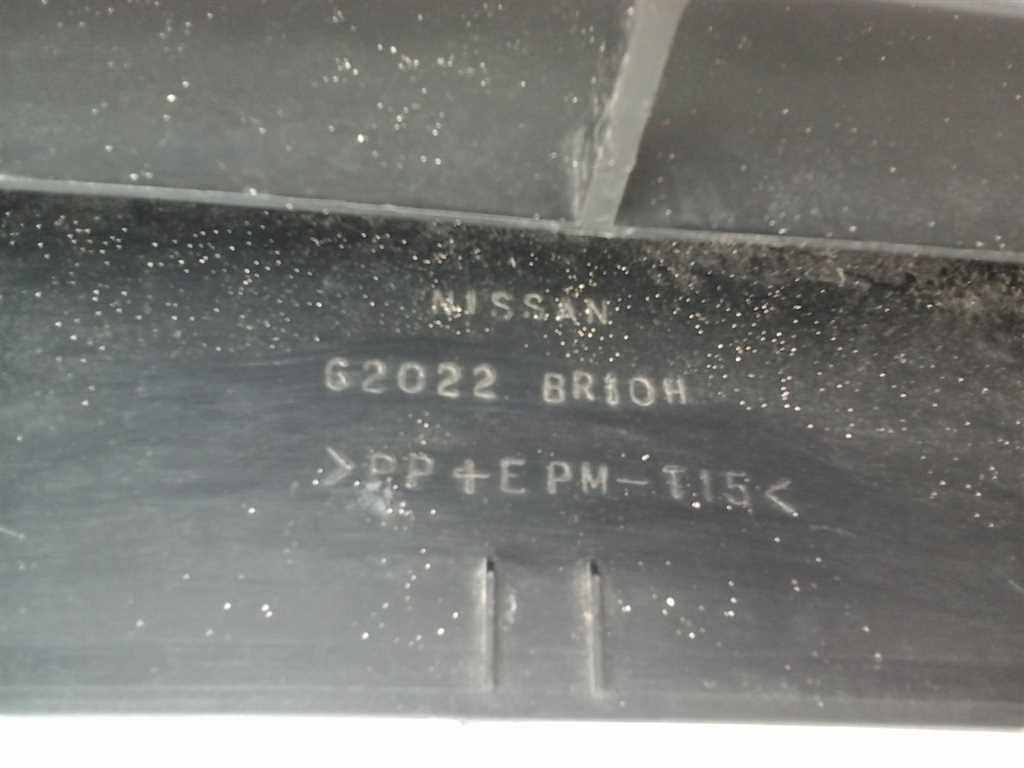 NISSAN
62022 BR10H
>PP+EPM-T15<